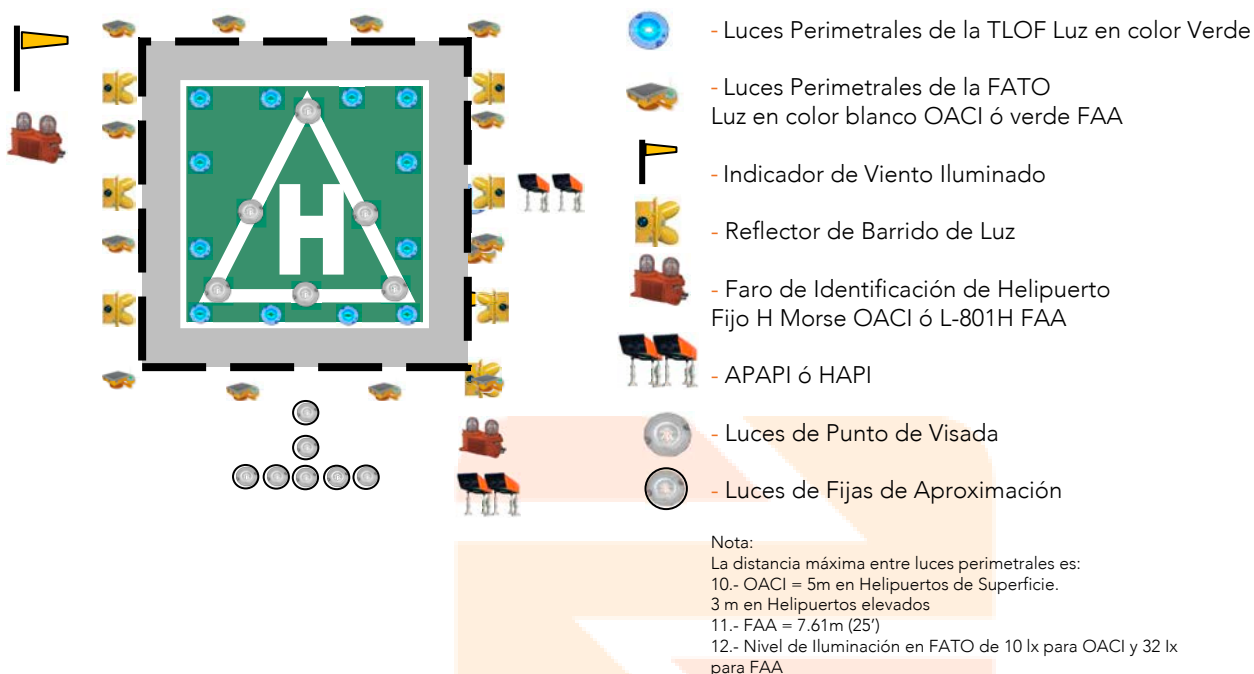 H
- Luces Perimetrales de la TLOF Luz en color Verde
- Luces Perimetrales de la FATO
Luz en color blanco OACI ó verde FAA
- Indicador de Viento Iluminado
- Reflector de Barrido de Luz
- Faro de Identificación de Helipuerto
Fijo H Morse OACI ó L-801H FAA
- APAPI ó HAPI
- Luces de Punto de Visada
- Luces de Fijas de Aproximación
Nota:
La distancia máxima entre luces perimetrales es:
10.- OACI = 5m en Helipuertos de Superficie.
3 m en Helipuertos elevados
11.- FAA = 7.61m (25’)
12.- Nivel de Iluminación en FATO de 10 lx para OACI y 32 lx
para FAA